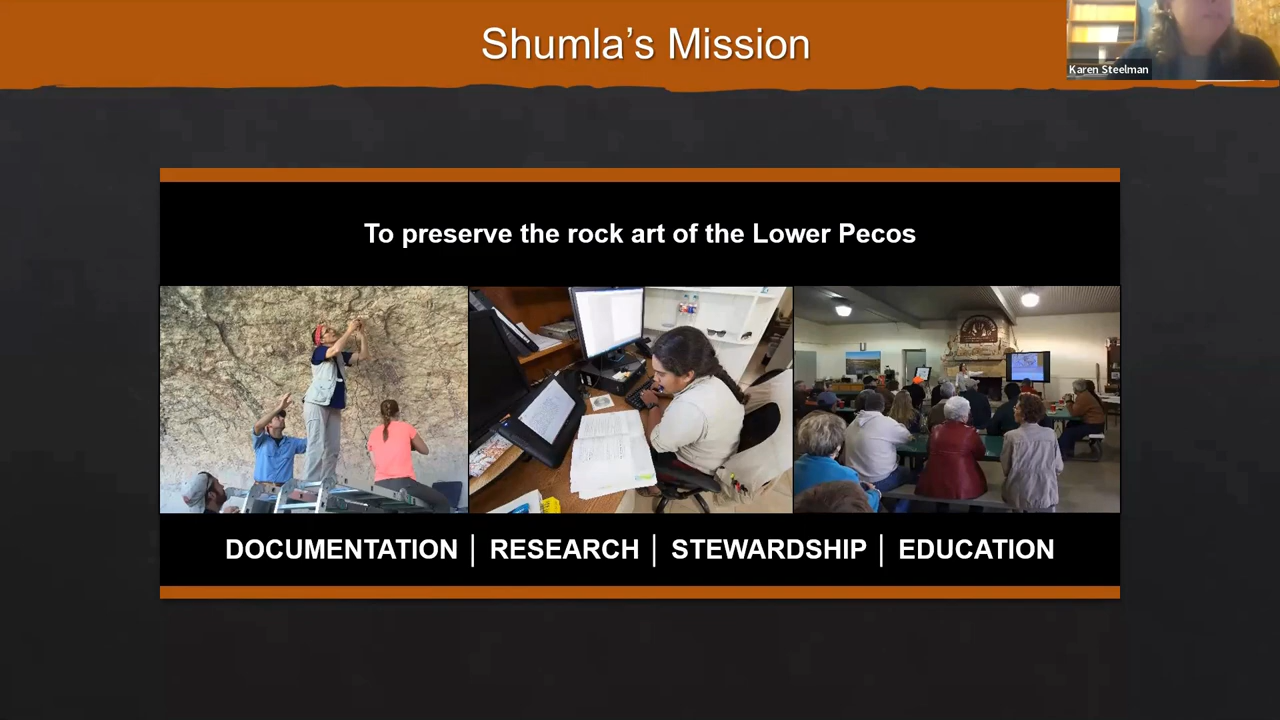 Shumla's Mission
Karen Steelman
To preserve the rock art of the Lower Pecos
DOCUMENTATION | RESEARCH | STEWARDSHIP | EDUCATION